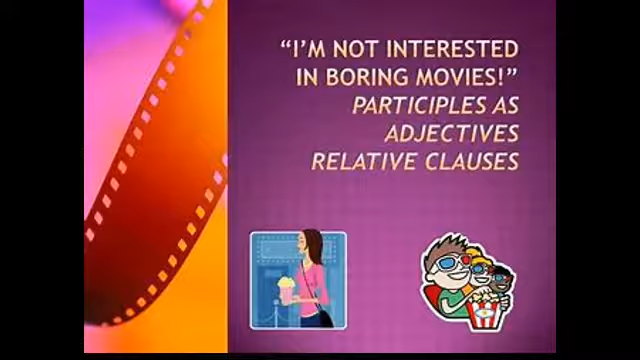 “I’M NOT INTERESTED
IN BORING MOVIES!”
PARTICIPLES AS
ADJECTIVES
RELATIVE CLAUSES